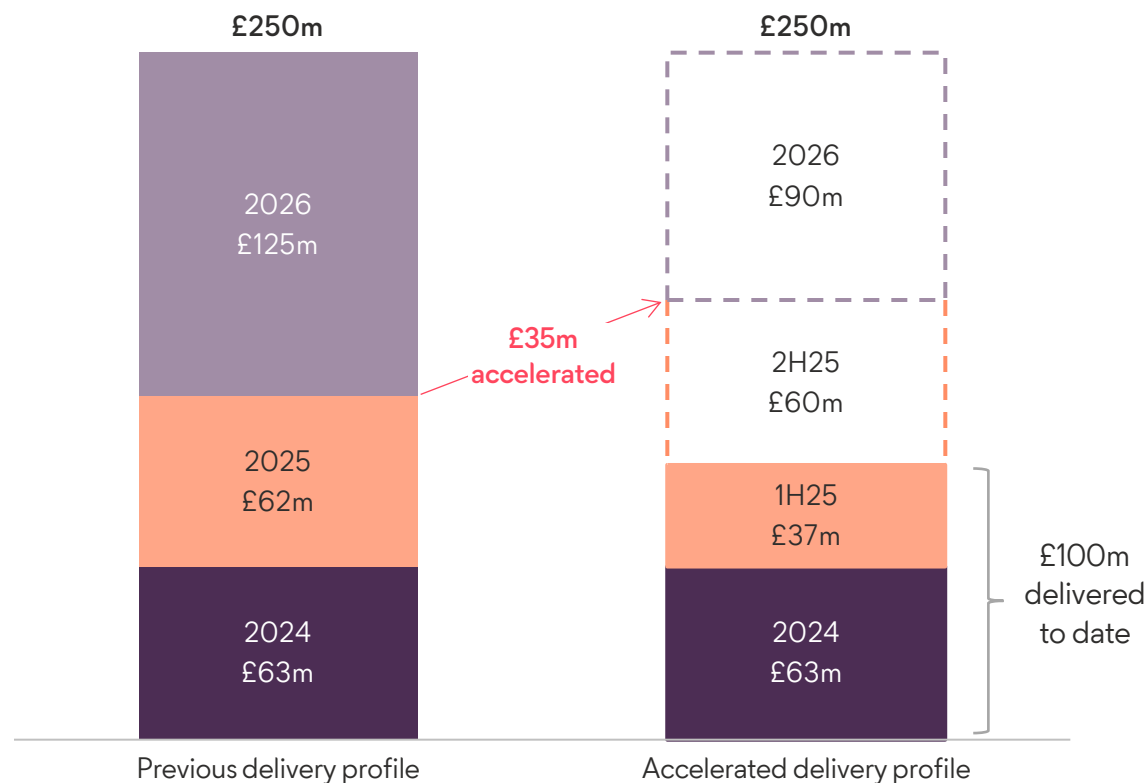 £250m
2026
£125m
2025
£62m
2024
£63m
Previous delivery profile
£35m
accelerated
£250m
2026
£90m
2H25
£60m
1H25
£37m
2024
£63m
Accelerated delivery profile
£100m
delivered
to date